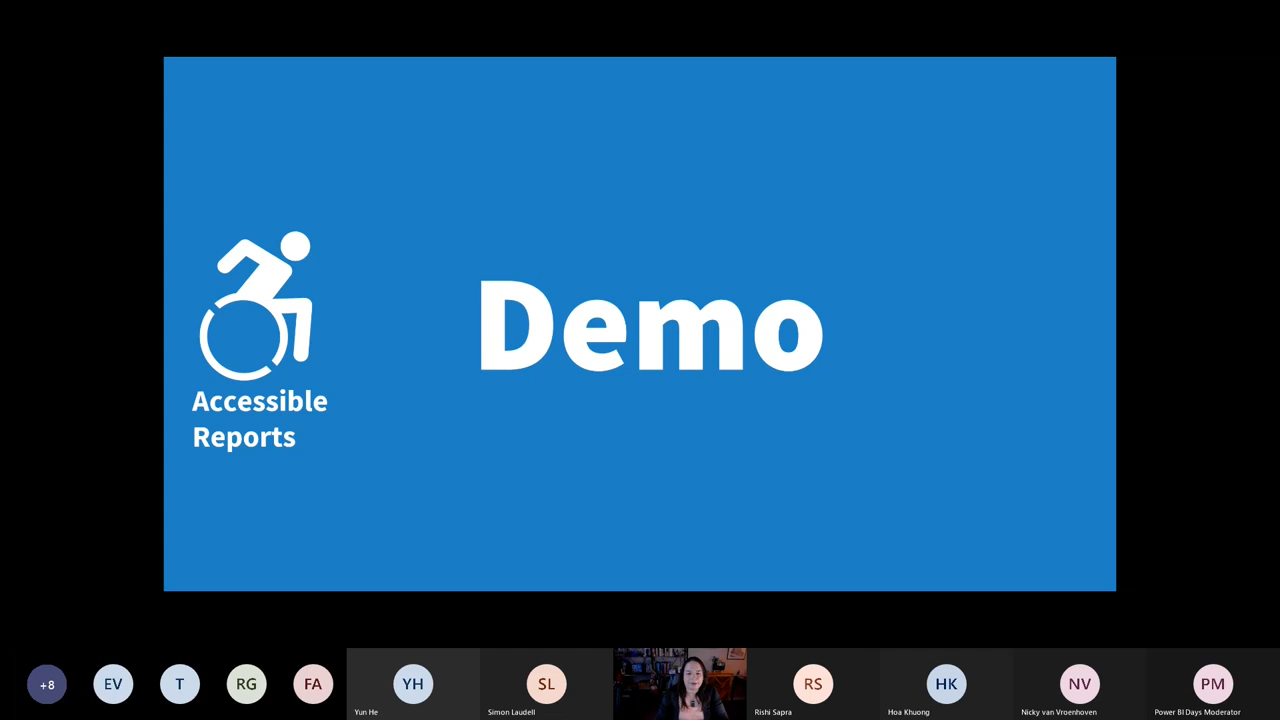 Demo
Accessible
Reports
+8
EV
T
RG
FA
YH
Yun He
SL
Simon Laudell
RS
Rishi Sapra
HK
Hoa Khuong
NV
Nicky van Vroenhoven
PM
Power BI Days Moderator